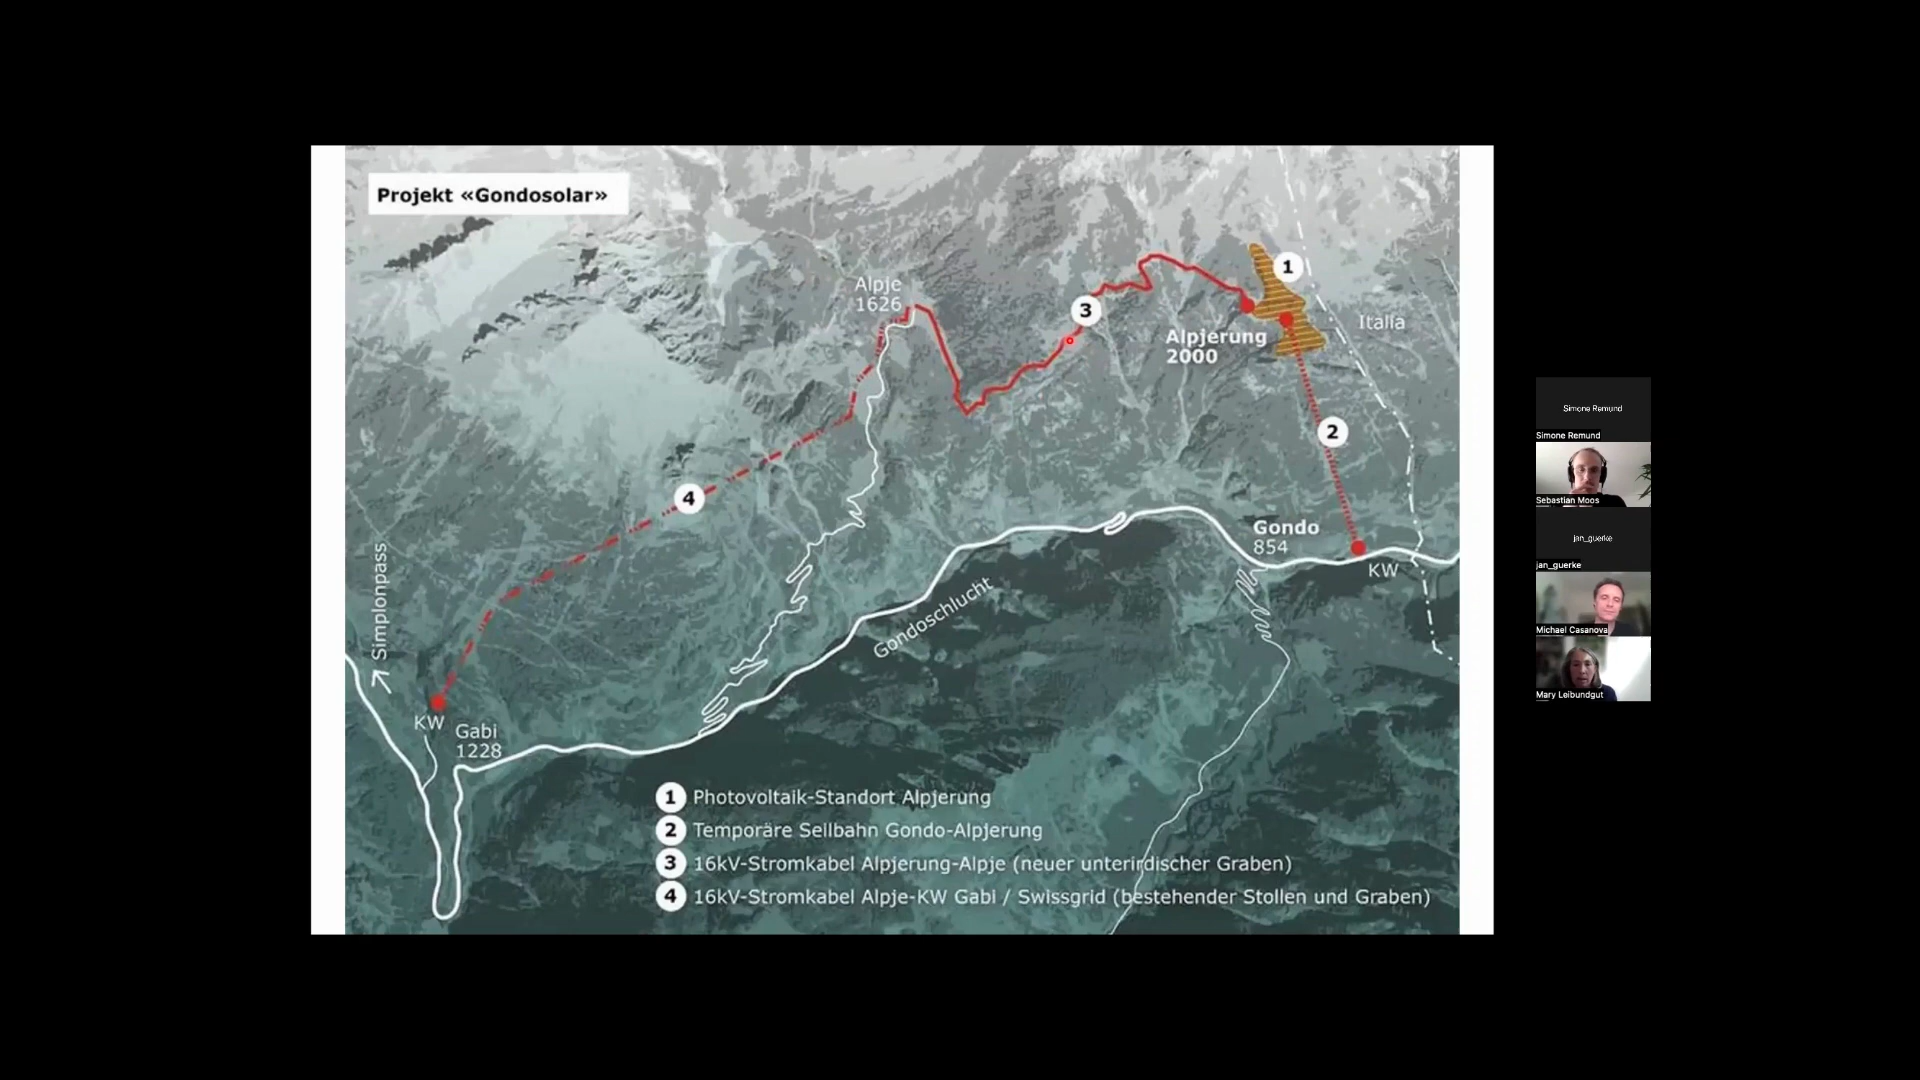 Projekt «Gondosolar»
Alpje
1626
3
1
Alpjerung
2000
Italia
2
4
Gondo
854
KW
Gondoschlucht
Simplonpass
KW
Gabi
1228
1 Photovoltaik-Standort Alpjerung
2 Temporäre Seilbahn Gondo-Alpjerung
3 16kV-Stromkabel Alpjerung-Alpje (neuer unterirdischer Graben)
4 16kV-Stromkabel Alpje-KW Gabi / Swissgrid (bestehender Stollen und Graben)
Simone Remund
Simone Remund
Sebastian Moos
jan_guerke
jan_guerke
Michael Casanova
Mary Leibundgut